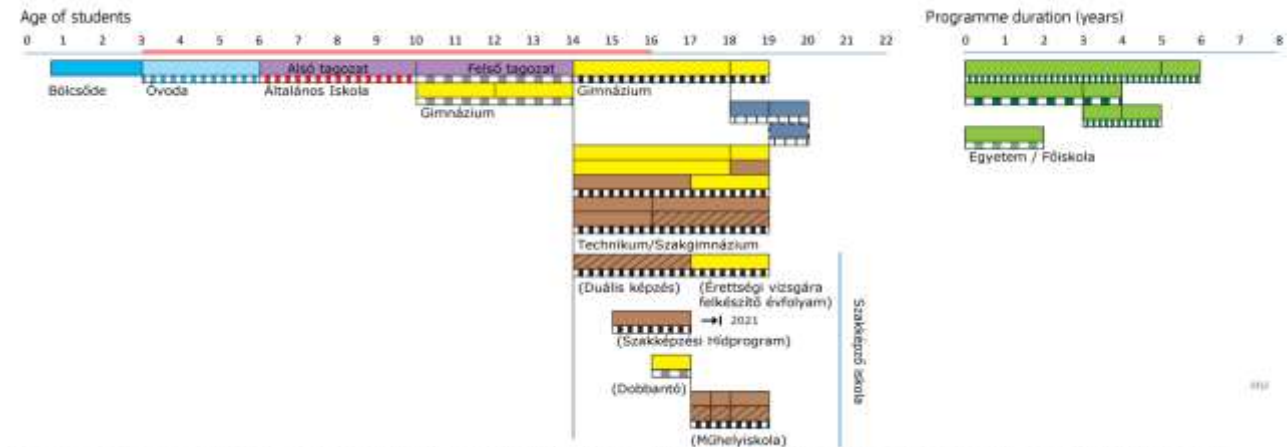 Age of students
Programme duration (years)
0 1 2 3 4 5 6 7 8 9 10 11 12 13 14 15 16 17 18 19 20 21 22
0 1 2 3 4 5 6 7 8
Alsó tagozat
Felső tagozat
Bölcsőde
Óvoda
Általános Iskola
Gimnázium
Gimnázium
Egyetem / Főiskola
Technikum/Szakgimnázium
(Duális képzés)
(Érettségi vizsgára
felkészítő évfolyam)
2021
(Szakképzési Hídprogram)
(Dobbantó)
(Műhelyiskola)
Szakképző iskola